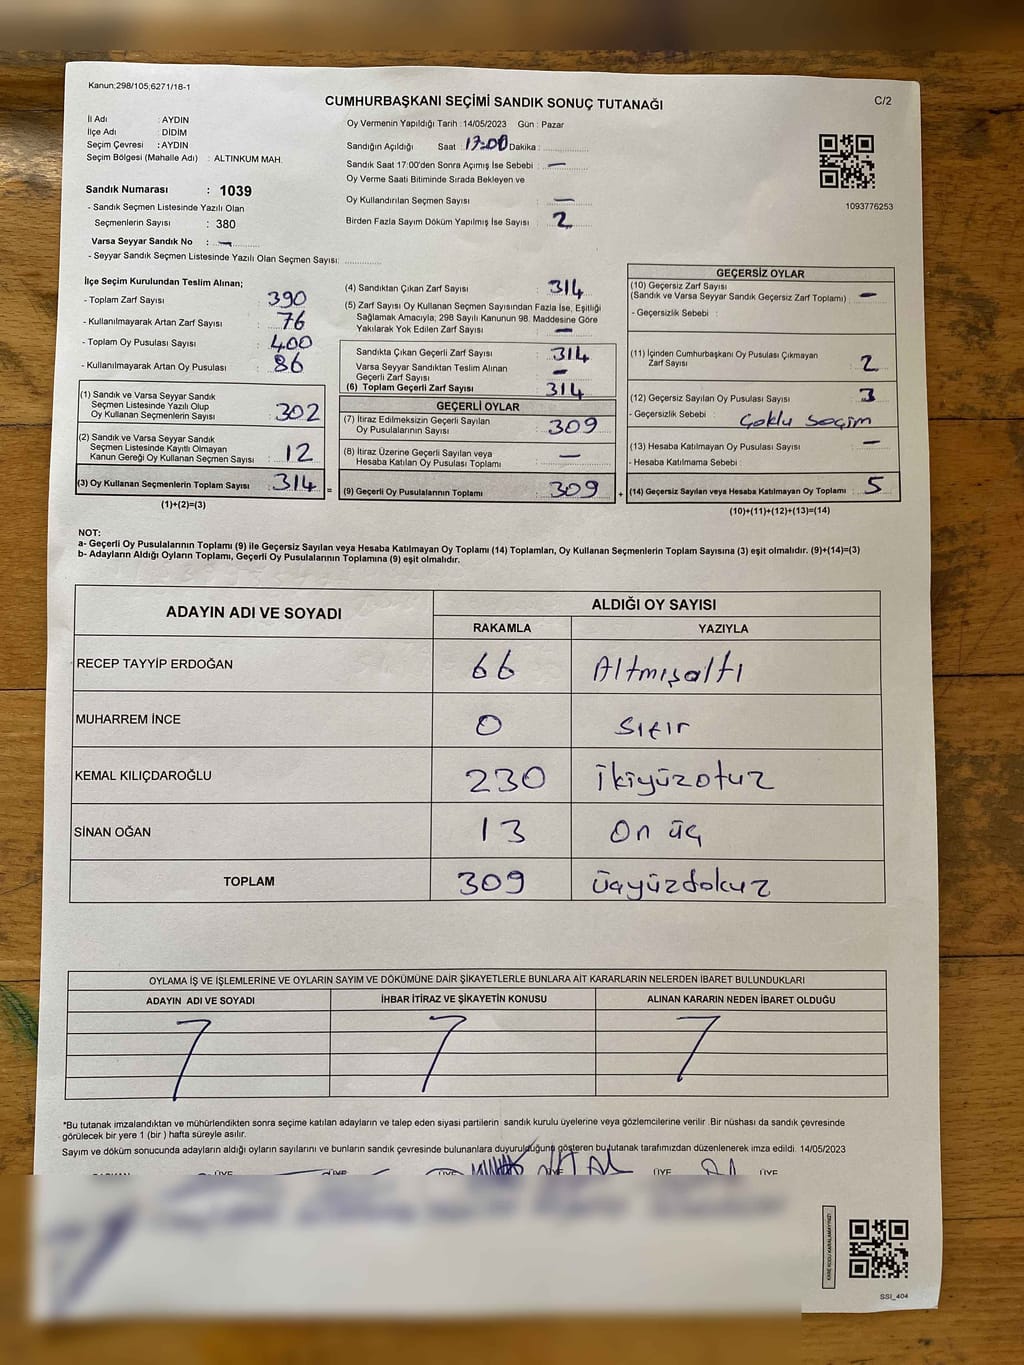 Kanun;298/105;6271/18-1
CUMHURBAŞKANI SEÇİMİ SANDIK SONUÇ TUTANAĞI
C/2
İl Adı : AYDIN
İlçe Adı : DİDİM
Seçim Çevresi : AYDIN
Seçim Bölgesi (Mahalle Adı) : ALTINKUM MAH.
Sandık Numarası : 1039
- Sandık Seçmen Listesinde Yazılı Olan
Seçmenlerin Sayısı : 380
Varsa Seyyar Sandık No : —
- Seyyar Sandık Seçmen Listesinde Yazılı Olan Seçmen Sayısı: ..............
Oy Vermenin Yapıldığı Tarih : 14/05/2023 Gün : Pazar
Sandığın Açıldığı Saat : 17:00 Dakika : ..............
Sandık Saat 17:00'den Sonra Açımış İse Sebebi : —
Oy Verme Saati Bitiminde Sırada Bekleyen ve
Oy Kullandırılan Seçmen Sayısı : —
Birden Fazla Sayım Döküm Yapılmış İse Sayısı : 2
1093776253
İlçe Seçim Kurulundan Teslim Alınan;
- Toplam Zarf Sayısı : 390
- Kullanılmayarak Artan Zarf Sayısı : 76
- Toplam Oy Pusulası Sayısı : 400
- Kullanılmayarak Artan Oy Pusulası : 86
(1) Sandık ve Varsa Seyyar Sandık
Seçmen Listesinde Yazılı Olup
Oy Kullanan Seçmenlerin Sayısı : 302
(2) Sandık ve Varsa Seyyar Sandık
Seçmen Listesinde Kayıtlı Olmayan
Kanun Gereği Oy Kullanan Seçmen Sayısı : 12
(3) Oy Kullanan Seçmenlerin Toplam Sayısı : 314
(1)+(2)=(3)
(4) Sandıktan Çıkan Zarf Sayısı : 314
(5) Zarf Sayısı Oy Kullanan Seçmen Sayısından Fazla İse, Eşitliği
Sağlamak Amacıyla; 298 Sayılı Kanunun 98. Maddesine Göre
Yakılarak Yok Edilen Zarf Sayısı : —
Sandıkta Çıkan Geçerli Zarf Sayısı : 314
Varsa Seyyar Sandıktan Teslim Alınan
Geçerli Zarf Sayısı : —
(6) Toplam Geçerli Zarf Sayısı : 314
GEÇERLİ OYLAR
(7) İtiraz Edilmeksizin Geçerli Sayılan
Oy Pusulalarının Sayısı : 309
(8) İtiraz Üzerine Geçerli Sayılan veya
Hesaba Katılan Oy Pusulası Toplamı : —
= (9) Geçerli Oy Pusulalarının Toplamı : 309
GEÇERSİZ OYLAR
(10) Geçersiz Zarf Sayısı
(Sandık ve Varsa Seyyar Sandık Geçersiz Zarf Toplamı) : —
- Geçersizlik Sebebi :
(11) İçinden Cumhurbaşkanı Oy Pusulası Çıkmayan
Zarf Sayısı : 2
(12) Geçersiz Sayılan Oy Pusulası Sayısı : 3
- Geçersizlik Sebebi : Çoklu seçim
(13) Hesaba Katılmayan Oy Pusulası Sayısı : —
- Hesaba Katılmama Sebebi :
+ (14) Geçersiz Sayılan veya Hesaba Katılmayan Oy Toplamı : 5
(10)+(11)+(12)+(13)=(14)
NOT:
a- Geçerli Oy Pusulalarının Toplamı (9) ile Geçersiz Sayılan veya Hesaba Katılmayan Oy Toplamı (14) Toplamları, Oy Kullanan Seçmenlerin Toplam Sayısına (3) eşit olmalıdır. (9)+(14)=(3)
b- Adayların Aldığı Oyların Toplamı, Geçerli Oy Pusulalarının Toplamına (9) eşit olmalıdır.
ADAYIN ADI VE SOYADI ALDIĞI OY SAYISI
RAKAMLA YAZIYLA
RECEP TAYYİP ERDOĞAN 66 Altmışaltı
MUHARREM İNCE 0 Sıfır
KEMAL KILIÇDAROĞLU 230 ikiyüzotuz
SİNAN OĞAN 13 On üç
TOPLAM 309 üçyüzdokuz
OYLAMA İŞ VE İŞLEMLERİNE VE OYLARIN SAYIM VE DÖKÜMÜNE DAİR ŞİKAYETLERLE BUNLARA AİT KARARLARIN NELERDEN İBARET BULUNDUKLARI
ADAYIN ADI VE SOYADI İHBAR İTİRAZ VE ŞİKAYETİN KONUSU ALINAN KARARIN NEDEN İBARET OLDUĞU
*Bu tutanak imzalandıktan ve mühürlendikten sonra seçime katılan adayların ve talep eden siyasi partilerin sandık kurulu üyelerine veya gözlemcilerine verilir. Bir nüshası da sandık çevresinde
görülecek bir yere 1 (bir ) hafta süreyle asılır.
Sayım ve döküm sonucunda adayların aldığı oyların sayılarını ve bunların sandık çevresinde bulunanlara duyurulduğunu gösteren bu tutanak tarafımızdan düzenlenerek imza edildi. 14/05/2023
ÜYE ÜYE ÜYE ÜYE
KARE KODU KARALAMAYINIZ!
SSI_404